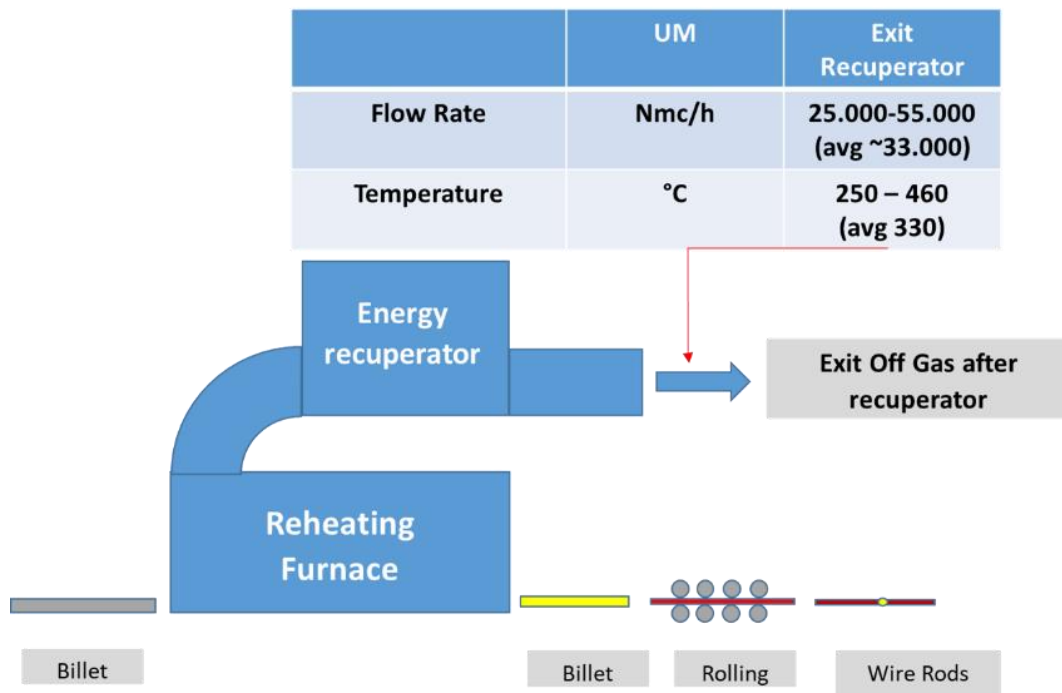 UM
Exit
Recuperator
Flow Rate
Nmc/h
25.000-55.000
(avg ~33.000)
Temperature
°C
250 – 460
(avg 330)
Energy
recuperator
Exit Off Gas after
recuperator
Reheating
Furnace
Billet
Billet
Rolling
Wire Rods